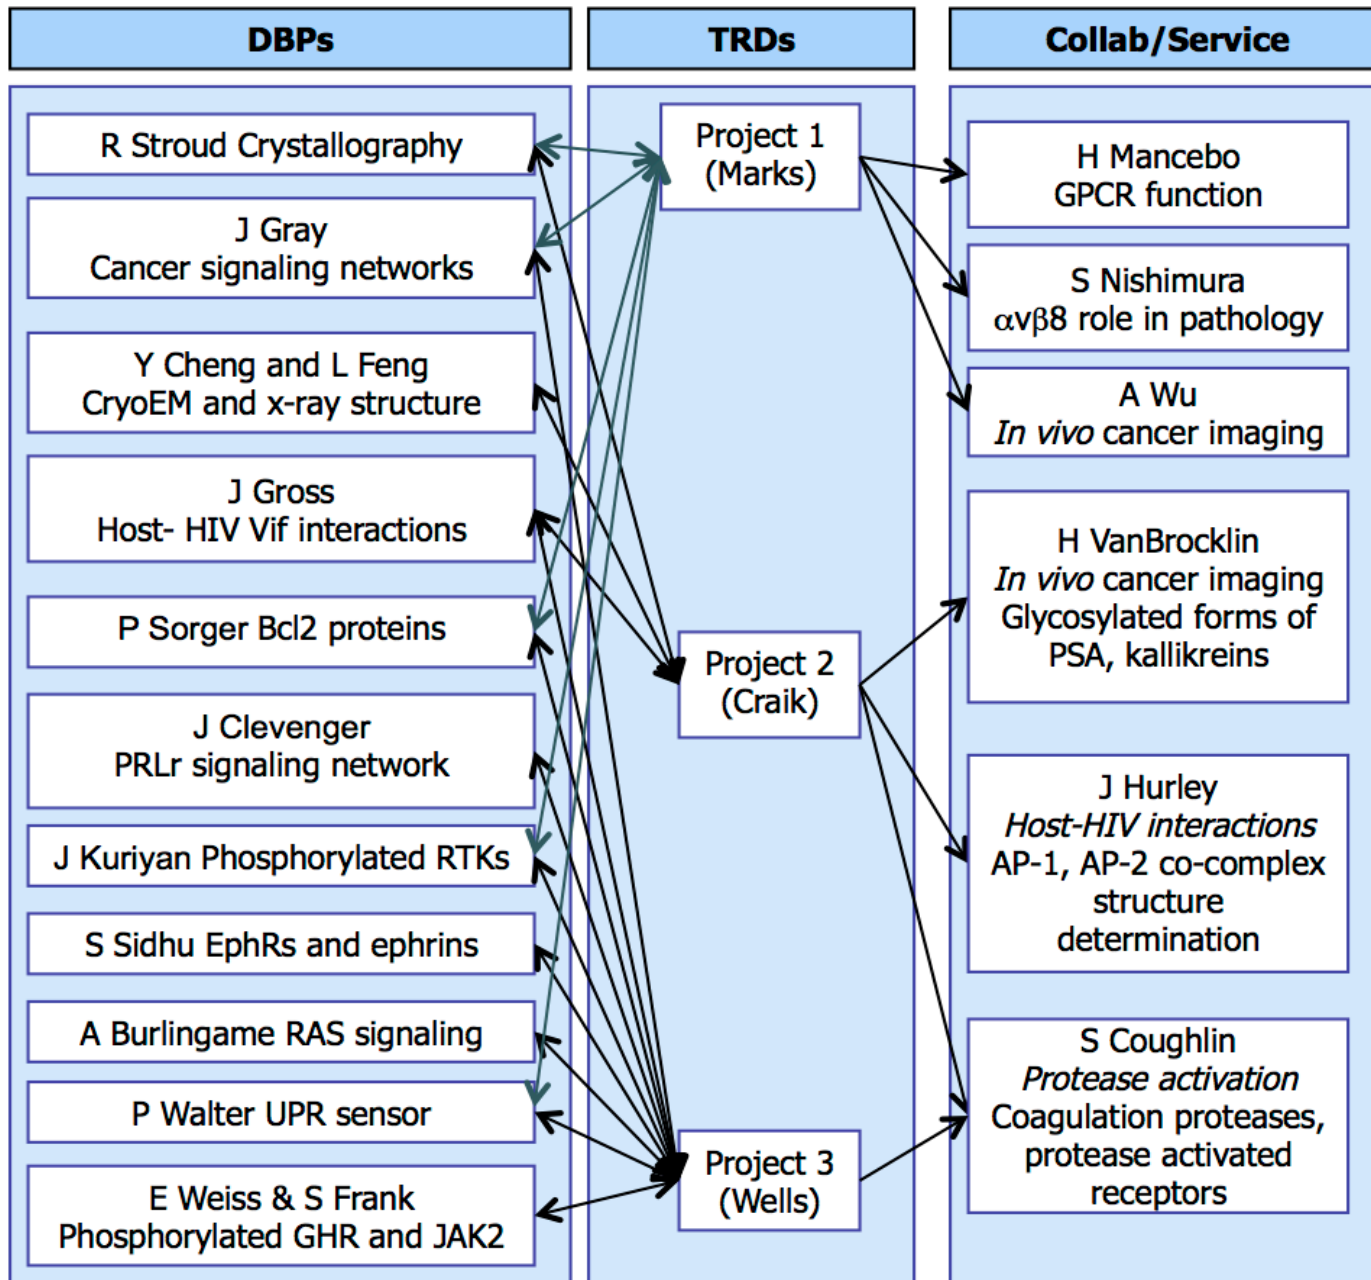 DBPs
TRDs
Collab/Service
R Stroud Crystallography
J Gray
Cancer signaling networks
Y Cheng and L Feng
CryoEM and x-ray structure
J Gross
Host- HIV Vif interactions
P Sorger Bcl2 proteins
J Clevenger
PRLr signaling network
J Kuriyan Phosphorylated RTKs
S Sidhu EphRs and ephrins
A Burlingame RAS signaling
P Walter UPR sensor
E Weiss & S Frank
Phosphorylated GHR and JAK2
Project 1
(Marks)
Project 2
(Craik)
Project 3
(Wells)
H Mancebo
GPCR function
S Nishimura
αvβ8 role in pathology
A Wu
In vivo cancer imaging
H VanBrocklin
In vivo cancer imaging
Glycosylated forms of
PSA, kallikreins
J Hurley
Host-HIV interactions
AP-1, AP-2 co-complex
structure
determination
S Coughlin
Protease activation
Coagulation proteases,
protease activated
receptors